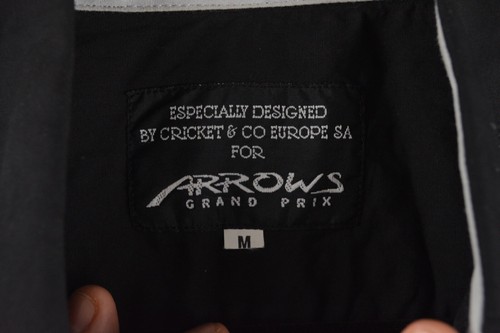 ESPECIALLY DESIGNED
BY CRICKET & CO EUROPE SA
FOR
ARROWS
GRAND PRIX
M